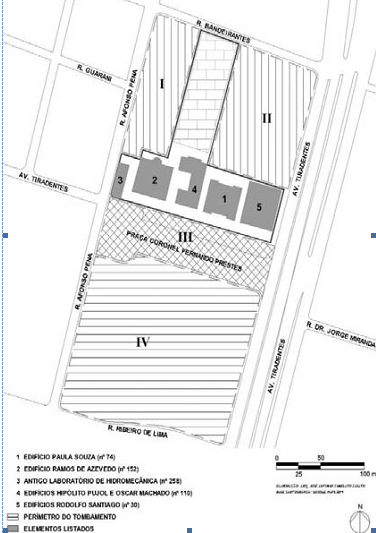 R. BANDEIRANTES
R. GUARANI
I
II
R. AFONSO PENA
AV. TIRADENTES
AV. TIRADENTES
3
2
4
1
5
III
PRAÇA CORONEL FERNANDO PRESTES
R. AFONSO PENA
IV
R. DR. JORGE MIRANDA
AV. TIRADENTES
R. RIBEIRO DE LIMA
1 EDIFÍCIO PAULA SOUZA (nº 74)
2 EDIFÍCIO RAMOS DE AZEVEDO (nº 152)
3 ANTIGO LABORATÓRIO DE HIDROMECÂNICA (nº 258)
4 EDIFÍCIOS HIPÓLITO PUJOL E OSCAR MACHADO (nº 110)
5 EDIFÍCIOS RODOLFO SANTIAGO (nº 30)
PERÍMETRO DO TOMBAMENTO
ELEMENTOS LISTADOS
0 50 100 m
25
N